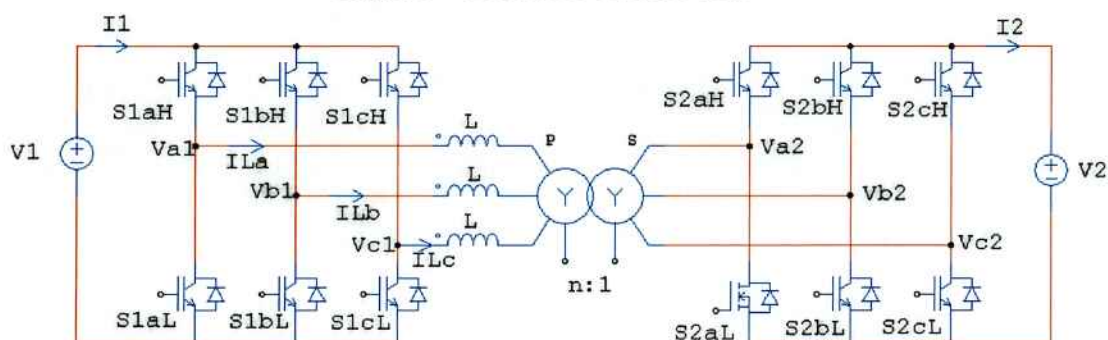 I1
I2
S1aH
S1bH
S1cH
S2aH
S2bH
S2cH
L
P
S
V1
Va1
ILa
Va2
V2
L
Y
Y
Vb1
ILb
Vb2
L
Vc1
ILc
Vc2
n:1
S1aL
S1bL
S1cL
S2aL
S2bL
S2cL